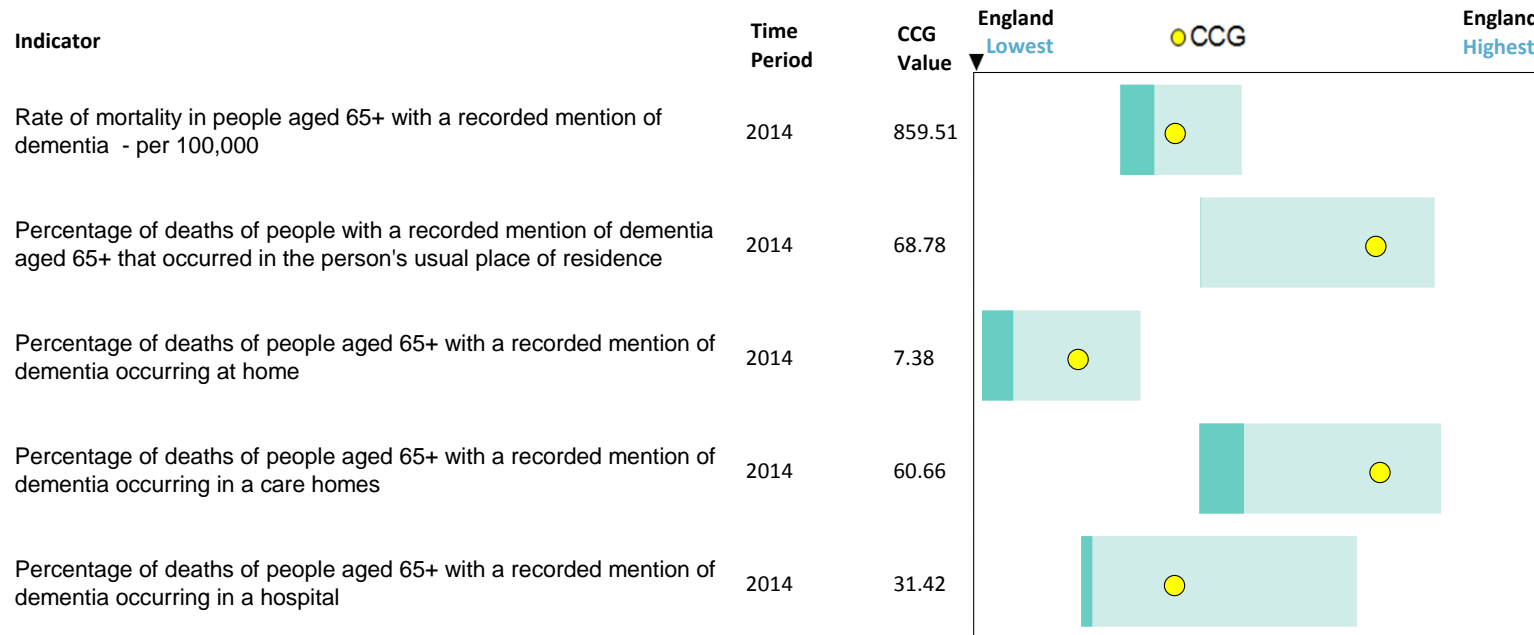 Indicator
Time
Period
CCG
Value
England
Lowest
CCG
England
Highest
Rate of mortality in people aged 65+ with a recorded mention of
dementia - per 100,000
2014
859.51
Percentage of deaths of people with a recorded mention of dementia
aged 65+ that occurred in the person's usual place of residence
2014
68.78
Percentage of deaths of people aged 65+ with a recorded mention of
dementia occurring at home
2014
7.38
Percentage of deaths of people aged 65+ with a recorded mention of
dementia occurring in a care homes
2014
60.66
Percentage of deaths of people aged 65+ with a recorded mention of
dementia occurring in a hospital
2014
31.42